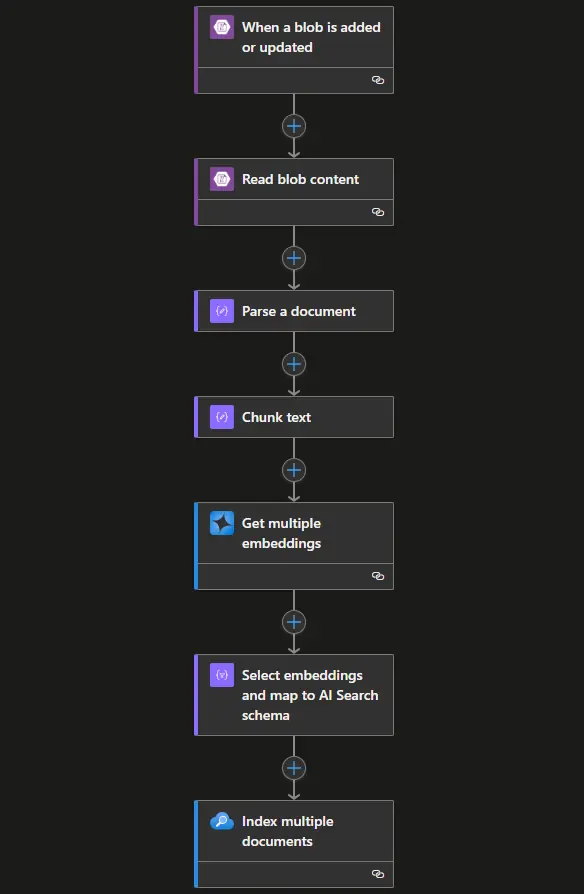 When a blob is added
or updated
Read blob content
Parse a document
Chunk text
Get multiple
embeddings
Select embeddings
and map to AI Search
schema
Index multiple
documents